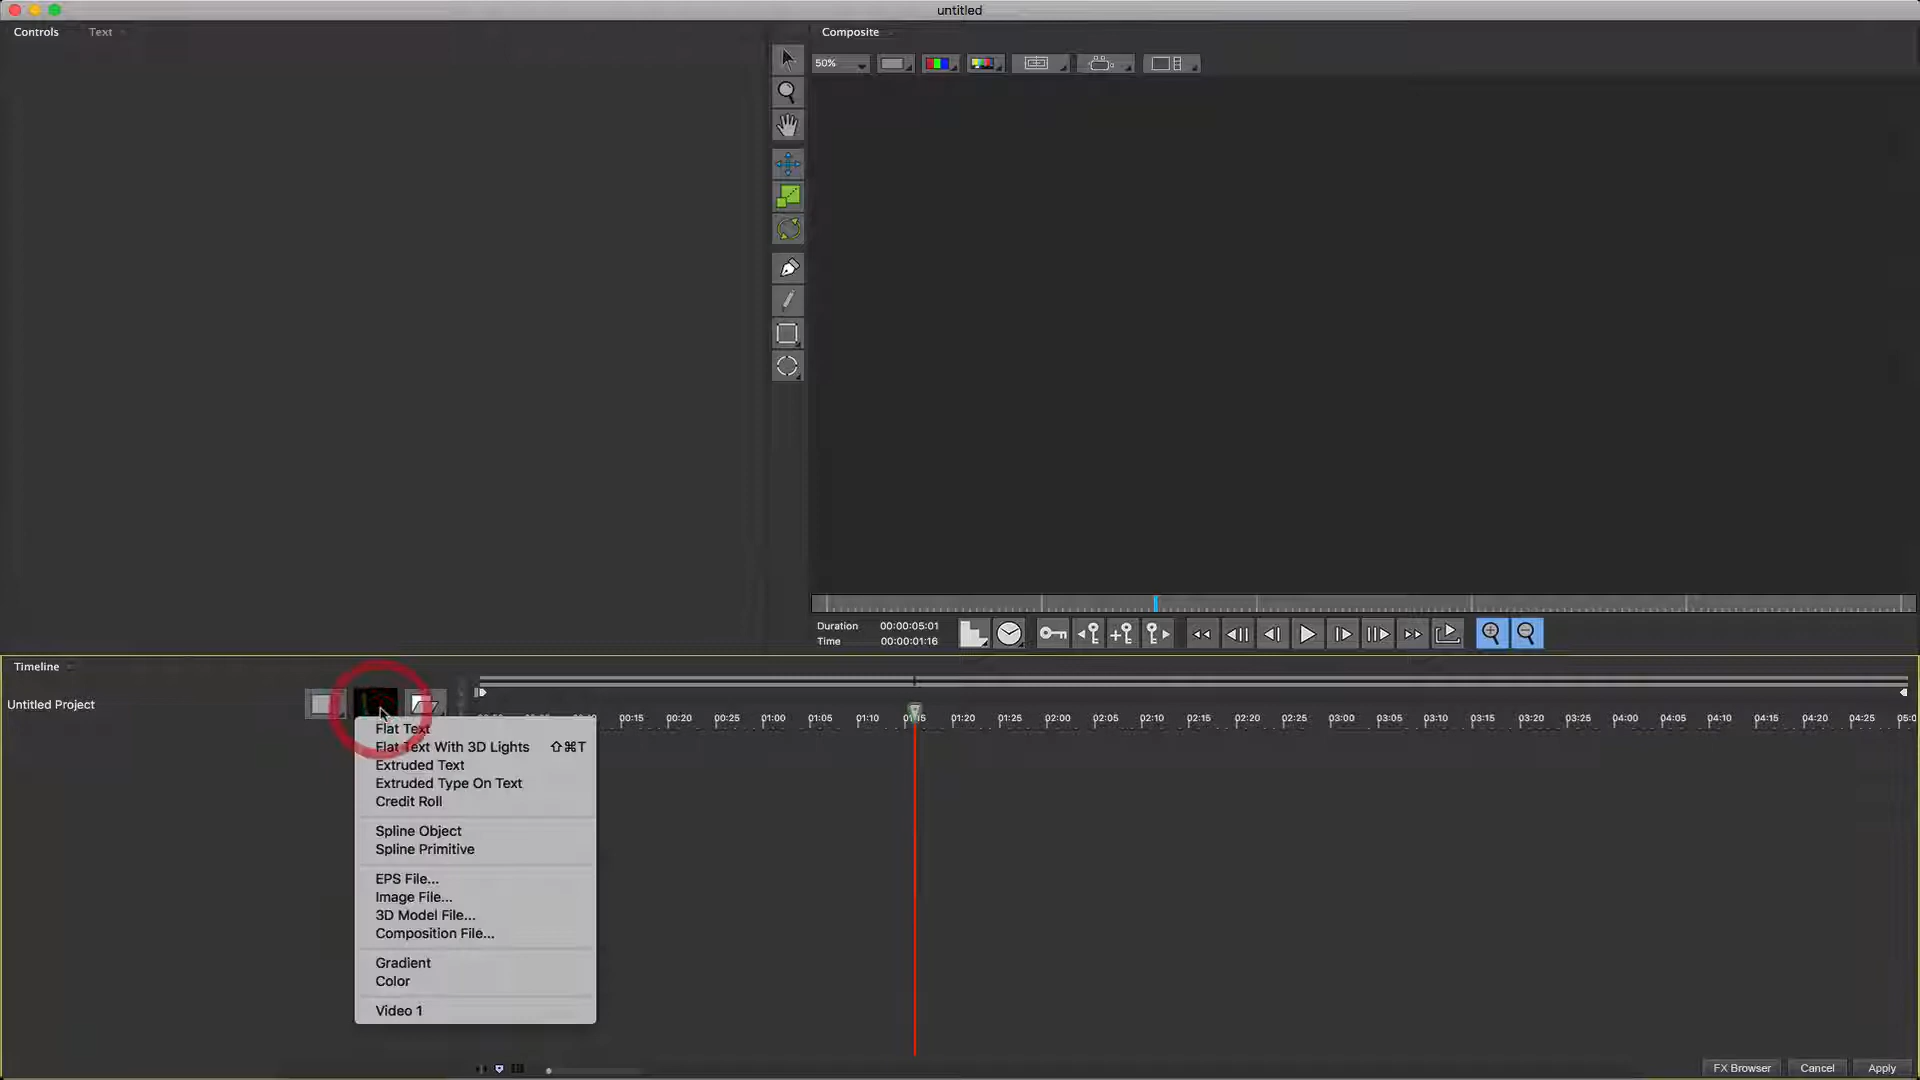 untitled
Controls
Text
Composite
50%
Duration 00:00:05:01
Time 00:00:01:16
Timeline
Untitled Project
00:15 00:20 00:25 01:00 01:05 01:10 01:15 01:20 01:25 02:00 02:05 02:10 02:15 02:20 02:25 03:00 03:05 03:10 03:15 03:20 03:25 04:00 04:05 04:10 04:15 04:20 04:25
Flat Text
Flat Text With 3D Lights ⇧⌘T
Extruded Text
Extruded Type On Text
Credit Roll
Spline Object
Spline Primitive
EPS File...
Image File...
3D Model File...
Composition File...
Gradient
Color
Video 1
FX Browser
Cancel
Apply